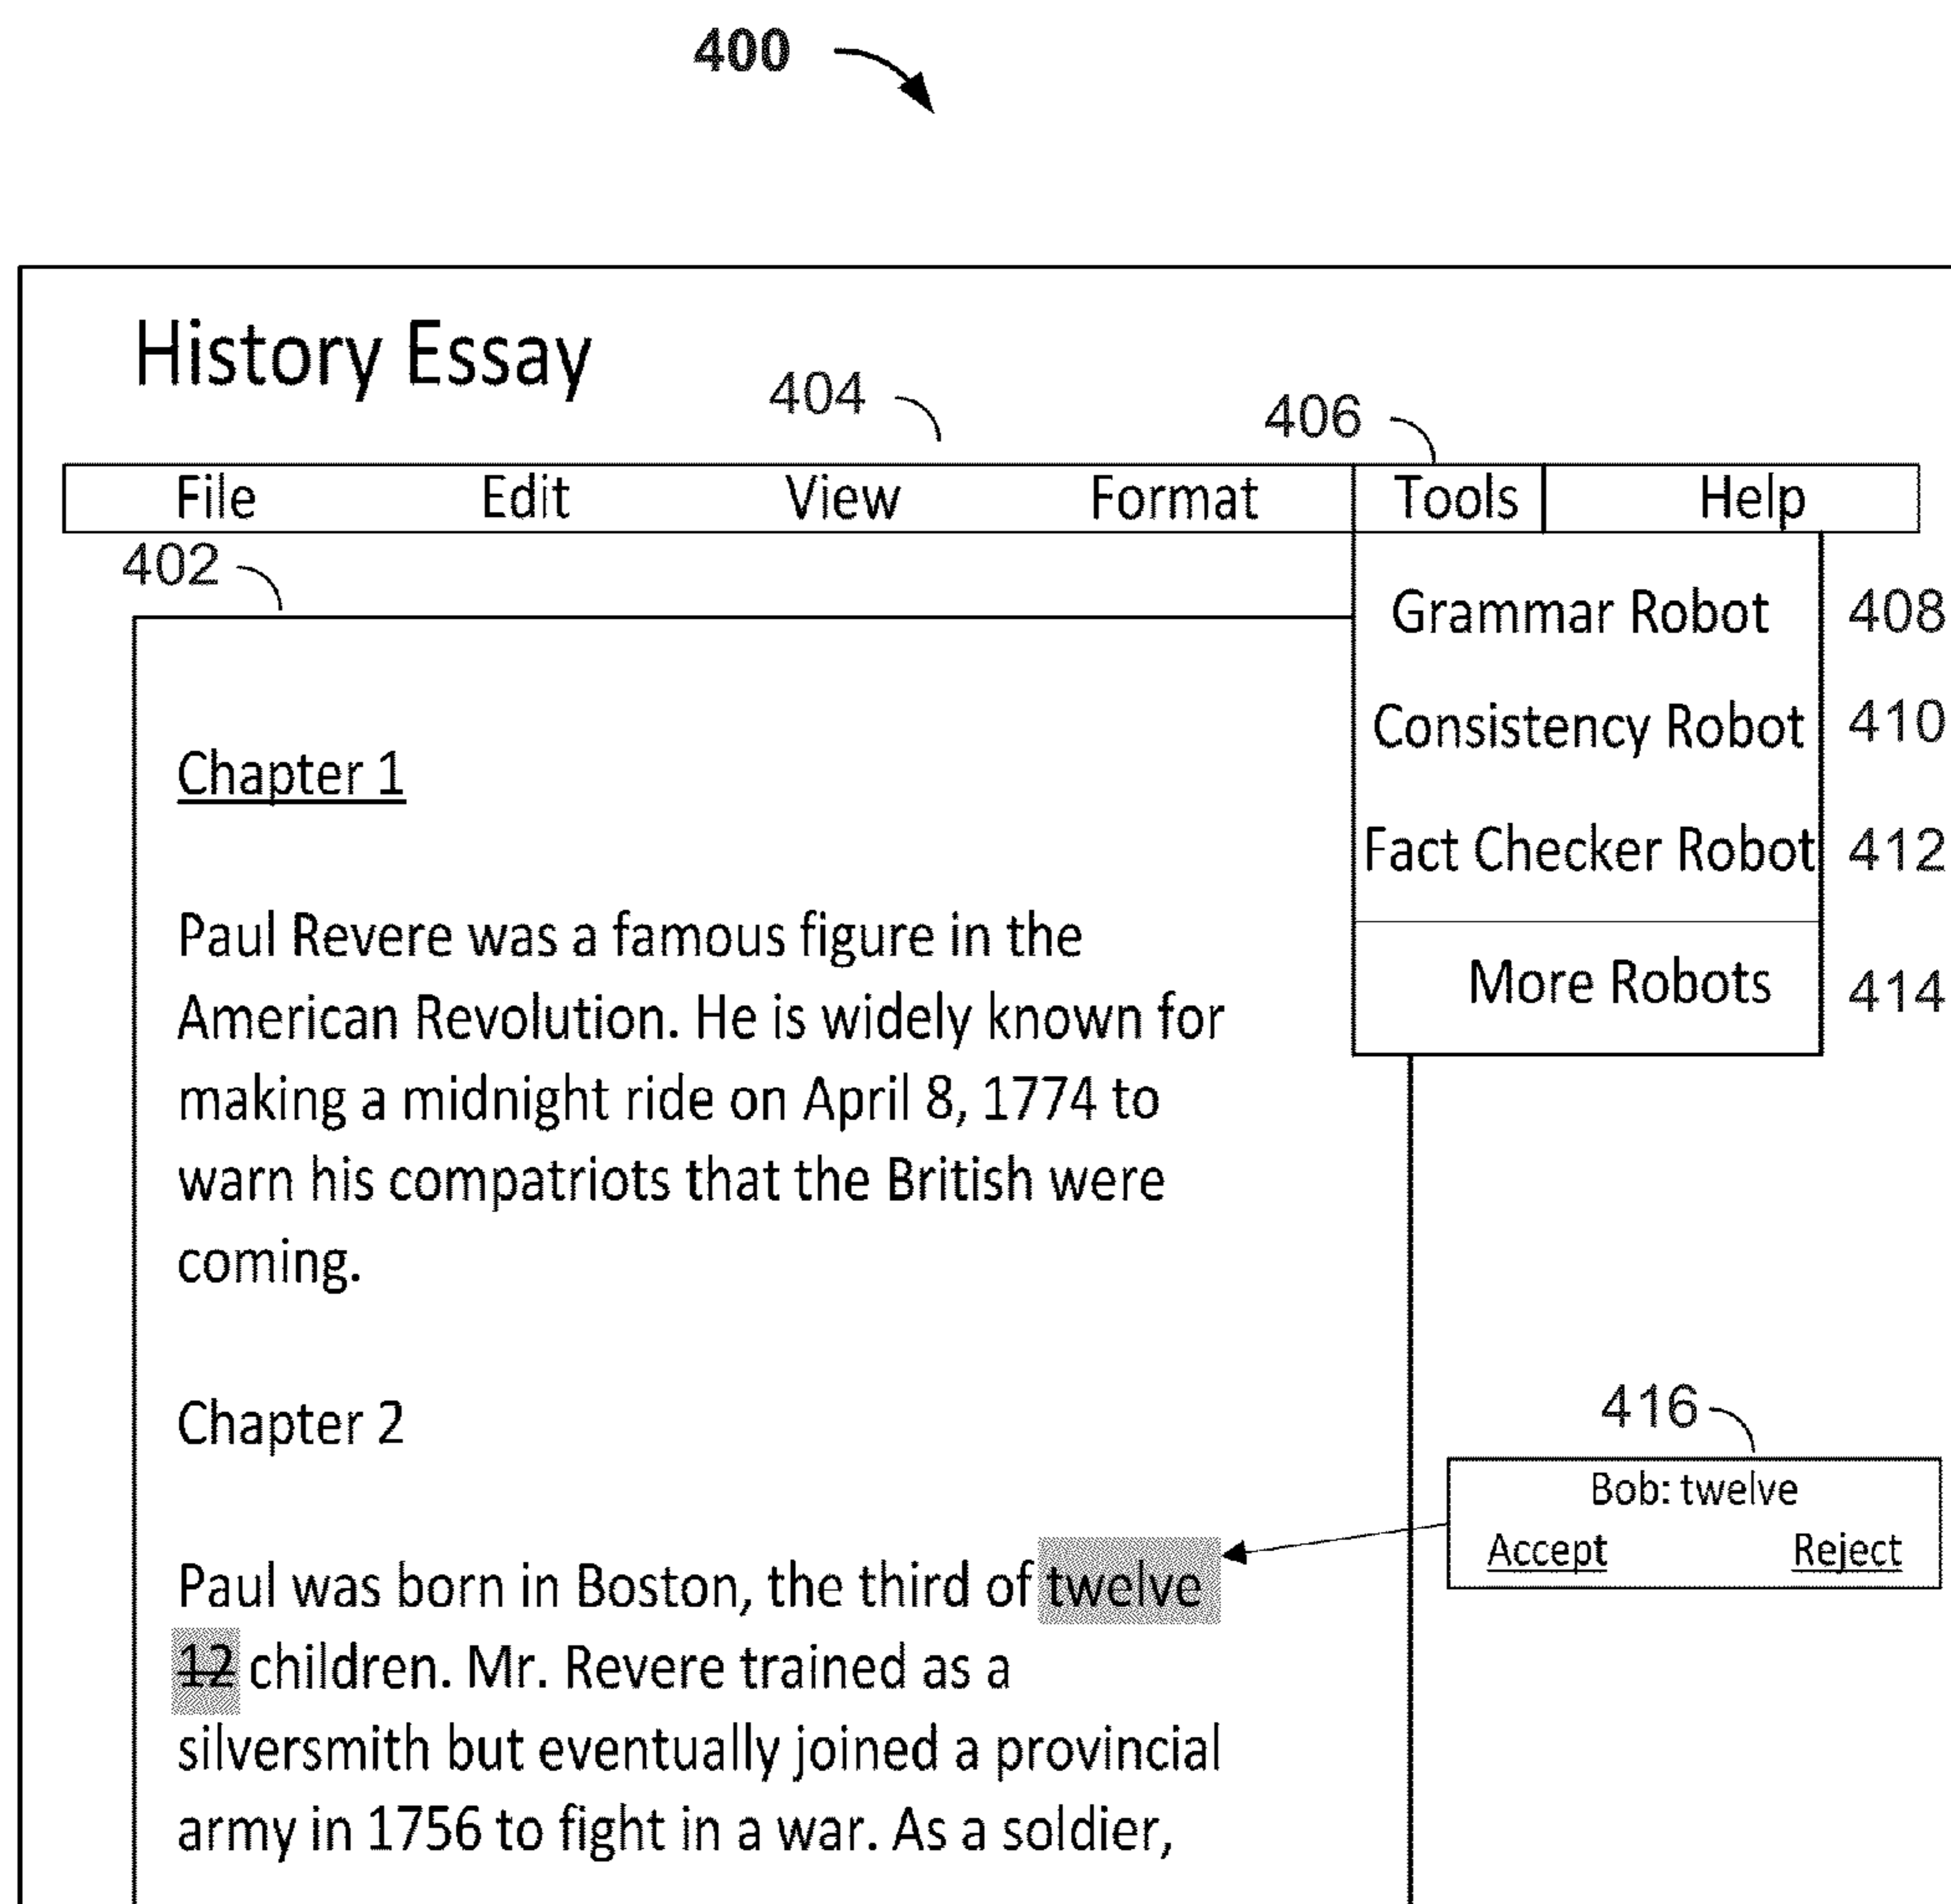 400
History Essay
404
406
File Edit View Format Tools Help
402
Grammar Robot 408
Consistency Robot 410
Fact Checker Robot 412
More Robots 414
Chapter 1
Paul Revere was a famous figure in the
American Revolution. He is widely known for
making a midnight ride on April 8, 1774 to
warn his compatriots that the British were
coming.
Chapter 2
416
Bob: twelve
Accept Reject
Paul was born in Boston, the third of twelve
12 children. Mr. Revere trained as a
silversmith but eventually joined a provincial
army in 1756 to fight in a war. As a soldier,